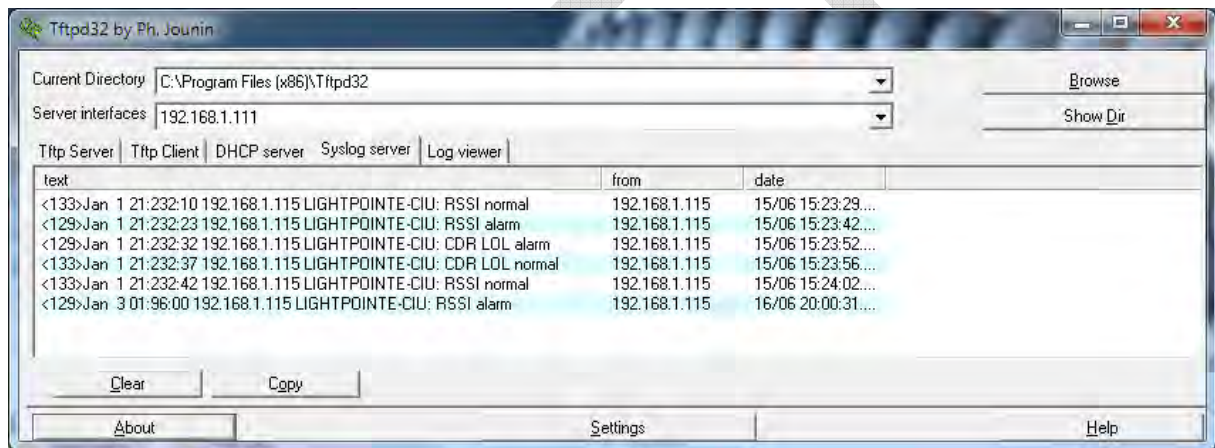 Tftpd32 by Ph. Jounin
Current Directory C:\Program Files (x86)\Tftpd32 Browse
Server interfaces 192.168.1.111 Show Dir
Tftp Server Tftp Client DHCP server Syslog server Log viewer
text from date
<133>Jan 1 21:232:10 192.168.1.115 LIGHTPOINTE-CIU: RSSI normal 192.168.1.115 15/06 15:23:29....
<129>Jan 1 21:232:23 192.168.1.115 LIGHTPOINTE-CIU: RSSI alarm 192.168.1.115 15/06 15:23:42....
<129>Jan 1 21:232:32 192.168.1.115 LIGHTPOINTE-CIU: CDR LOL alarm 192.168.1.115 15/06 15:23:52....
<133>Jan 1 21:232:37 192.168.1.115 LIGHTPOINTE-CIU: CDR LOL normal 192.168.1.115 15/06 15:23:56....
<133>Jan 1 21:232:42 192.168.1.115 LIGHTPOINTE-CIU: RSSI normal 192.168.1.115 15/06 15:24:02....
<129>Jan 3 01:96:00 192.168.1.115 LIGHTPOINTE-CIU: RSSI alarm 192.168.1.115 16/06 20:00:31....
Clear Copy
About Settings Help